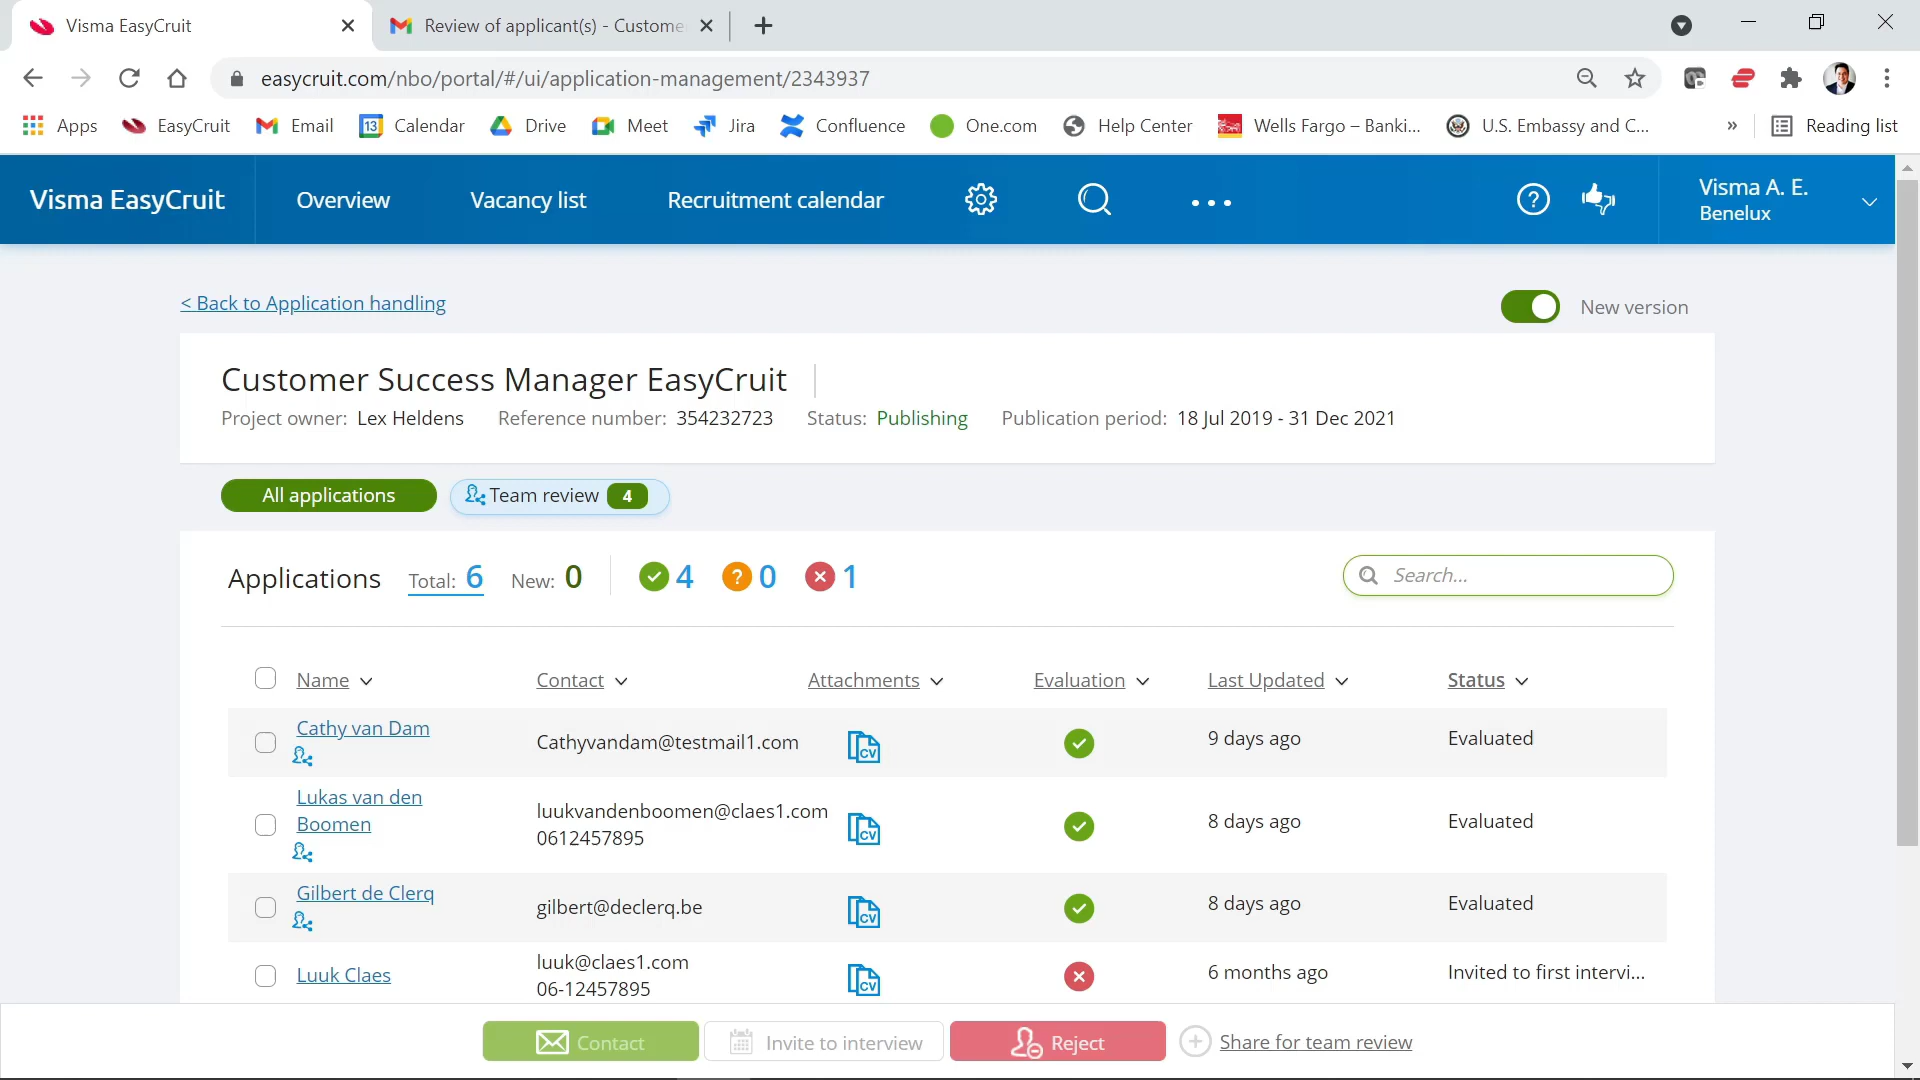 Visma EasyCruit
Review of applicant(s) - Custome
easycruit.com/nbo/portal/#/ui/application-management/2343937
Apps EasyCruit Email 13 Calendar Drive Meet Jira Confluence One.com Help Center Wells Fargo – Banki... U.S. Embassy and C... » Reading list
Visma EasyCruit Overview Vacancy list Recruitment calendar ? Visma A. E.
Benelux
< Back to Application handling New version
Customer Success Manager EasyCruit
Project owner: Lex Heldens Reference number: 354232723 Status: Publishing Publication period: 18 Jul 2019 - 31 Dec 2021
All applications Team review 4
Applications Total: 6 New: 0 4 ? 0 1 Search...
Name Contact Attachments Evaluation Last Updated Status
Cathy van Dam Cathyvandam@testmail1.com CV 9 days ago Evaluated
Lukas van den
Boomen
luukvandenboomen@claes1.com
0612457895
CV 8 days ago Evaluated
Gilbert de Clerq gilbert@declerq.be CV 8 days ago Evaluated
Luuk Claes luuk@claes1.com
06-12457895
CV 6 months ago Invited to first intervi...
Contact Invite to interview Reject Share for team review